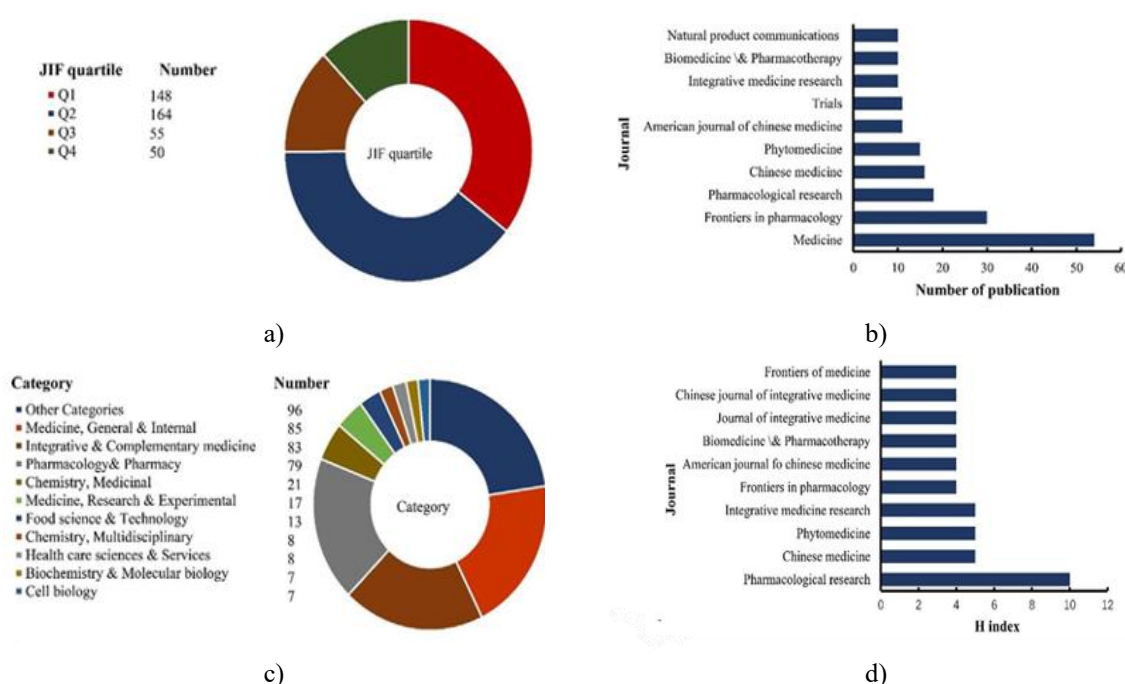 JIF quartile Number
Q1 148
Q2 164
Q3 55
Q4 50
JIF quartile
a)
Journal
Natural product communications
Biomedicine \& Pharmacotherapy
Integrative medicine research
Trials
American journal of chinese medicine
Phytomedicine
Chinese medicine
Pharmacological research
Frontiers in pharmacology
Medicine
0 10 20 30 40 50 60
Number of publication
b)
Category Number
Other Categories 96
Medicine, General & Internal 85
Integrative & Complementary medicine 83
Pharmacology& Pharmacy 79
Chemistry, Medicinal 21
Medicine, Research & Experimental 17
Food science & Technology 13
Chemistry, Multidisciplinary 8
Health care sciences & Services 8
Biochemistry & Molecular biology 7
Cell biology 7
Category
c)
Journal
Frontiers of medicine
Chinese journal of integrative medicine
Journal of integrative medicine
Biomedicine \& Pharmacotherapy
American journal fo chinese medicine
Frontiers in pharmacology
Integrative medicine research
Phytomedicine
Chinese medicine
Pharmacological research
0 2 4 6 8 10 12
H index
d)